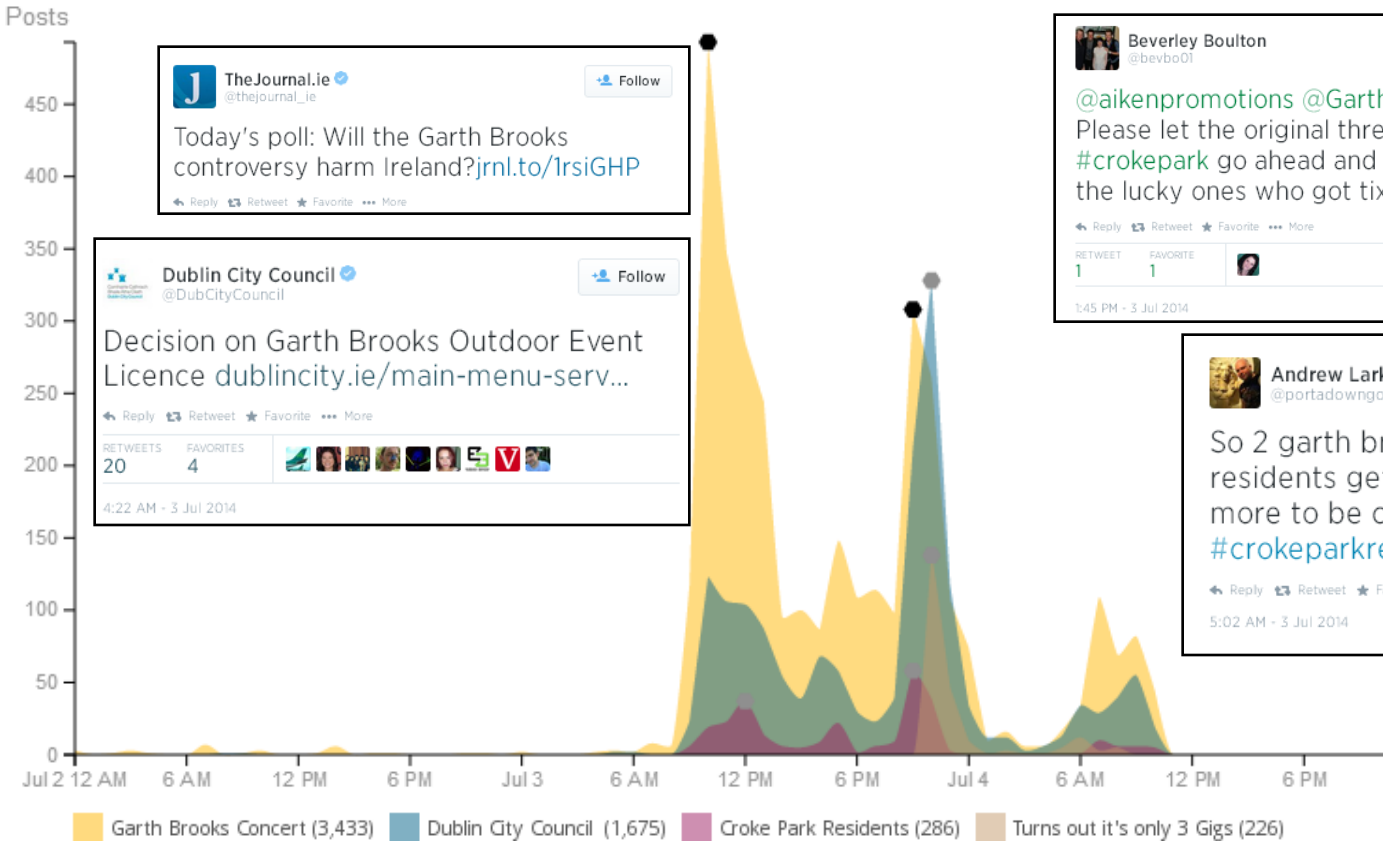 Posts
450
400
350
300
250
200
150
100
50
0
TheJournal.ie
@thejournal_ie
Follow
Today's poll: Will the Garth Brooks
controversy harm Ireland?jrnl.to/1rsiGHP
Reply Retweet Favorite More
Dublin City Council
@DubCityCouncil
Follow
Decision on Garth Brooks Outdoor Event
Licence dublincity.ie/main-menu-serv...
Reply Retweet Favorite More
RETWEETS FAVORITES
20 4
4:22 AM - 3 Jul 2014
Beverley Boulton
@bevbo01
@aikenpromotions @Garth
Please let the original thre
#crokepark go ahead and
the lucky ones who got tix
Reply Retweet Favorite More
RETWEET FAVORITE
1 1
1:45 PM - 3 Jul 2014
Andrew Lark
@portadowngo
So 2 garth br
residents get
more to be c
#crokeparkre
Reply Retweet F
5:02 AM - 3 Jul 2014
Jul 2 12 AM 6 AM 12 PM 6 PM Jul 3 6 AM 12 PM 6 PM Jul 4 6 AM 12 PM 6 PM
Garth Brooks Concert (3,433) Dublin City Council (1,675) Croke Park Residents (286) Turns out it's only 3 Gigs (226)